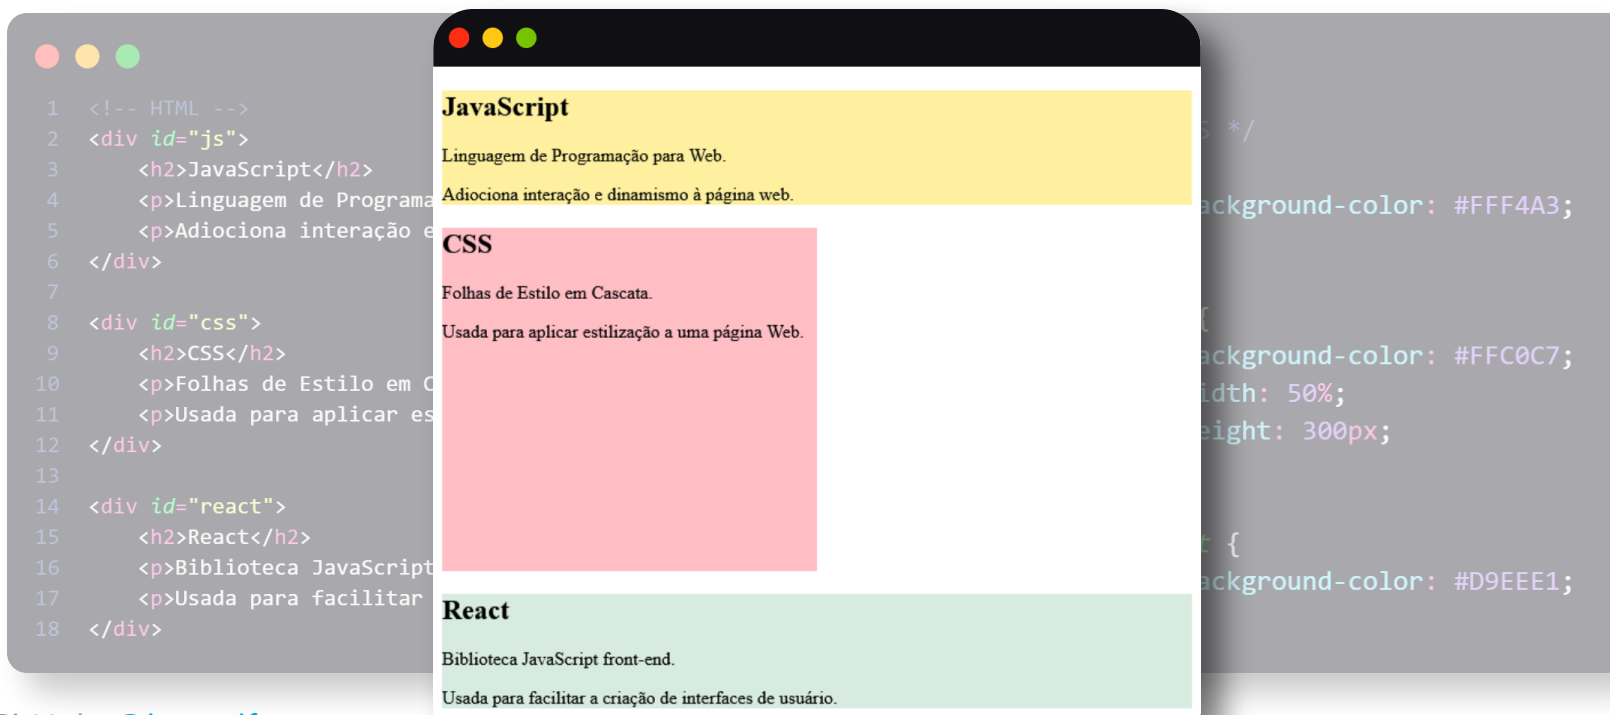 1 <!-- HTML -->
2 <div id="js">
3 <h2>JavaScript</h2>
4 <p>Linguagem de Programa
5 <p>Adiociona interação e
6 </div>
7
8 <div id="css">
9 <h2>CSS</h2>
10 <p>Folhas de Estilo em C
11 <p>Usada para aplicar es
12 </div>
13
14 <div id="react">
15 <h2>React</h2>
16 <p>Biblioteca JavaScript
17 <p>Usada para facilitar
18 </div>
JavaScript
Linguagem de Programação para Web.
Adiociona interação e dinamismo à página web.
CSS
Folhas de Estilo em Cascata.
Usada para aplicar estilização a uma página Web.
React
Biblioteca JavaScript front-end.
Usada para facilitar a criação de interfaces de usuário.
*/
ackground-color: #FFF4A3;
{
ackground-color: #FFC0C7;
idth: 50%;
eight: 300px;
t {
ackground-color: #D9EEE1;